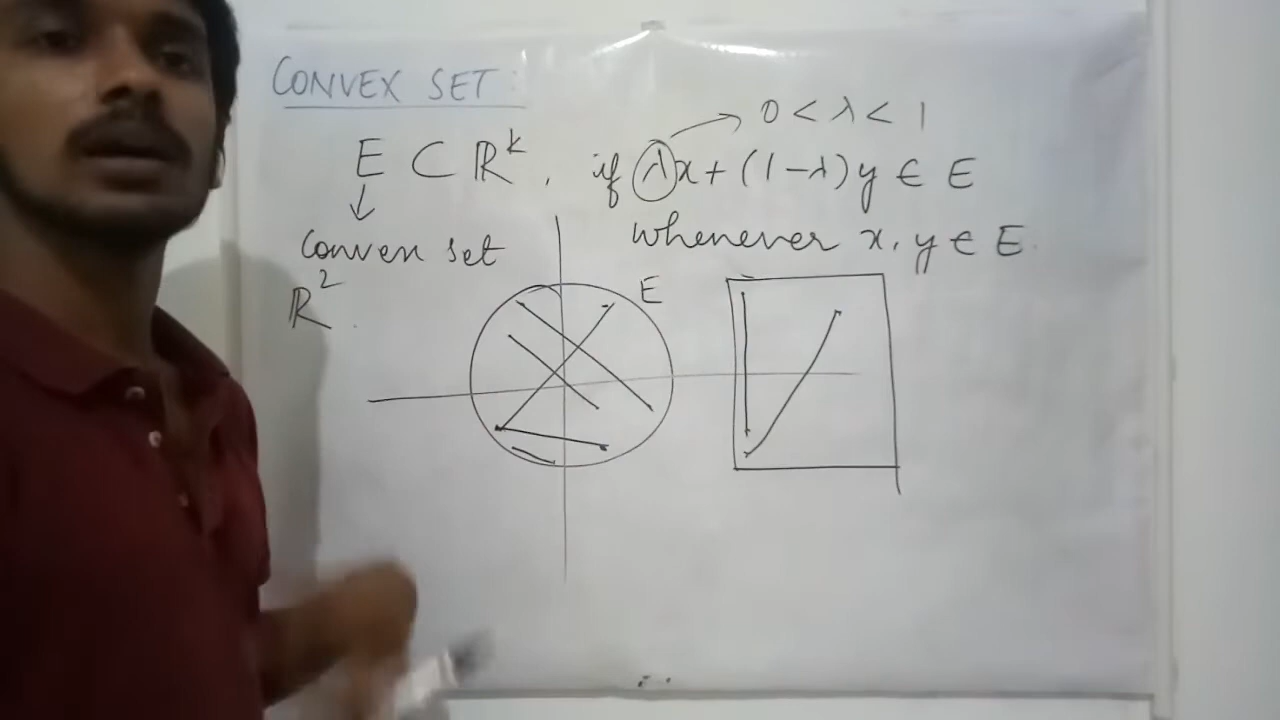 CONVEX SET :
0 < λ < 1
E ⊂ ℝᵏ, if λx + (1-λ)y ∈ E
↓
Convex set whenever x, y ∈ E.
ℝ² .
E